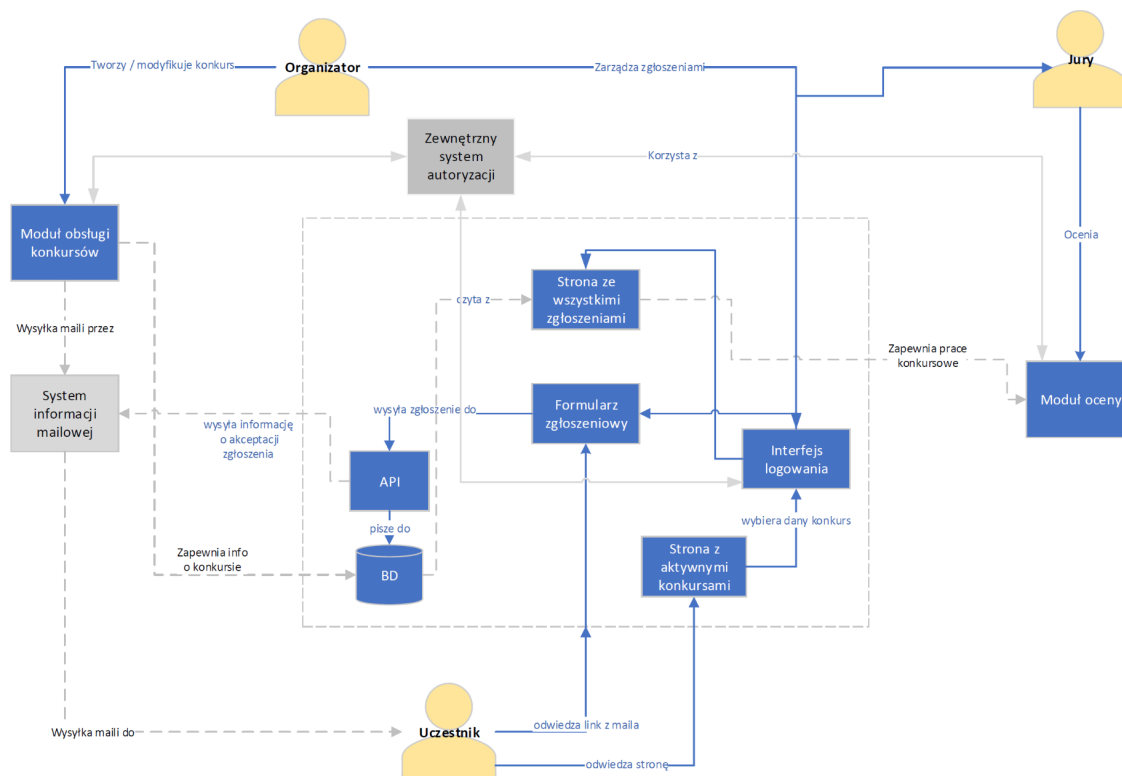 Tworzy / modyfikuje konkurs
Organizator
Zarządza zgłoszeniami
Jury
Zewnętrzny
system
autoryzacji
Korzysta z
Moduł obsługi
konkursów
Ocenia
Strona ze
wszystkimi
zgłoszeniami
czyta z
Wysyłka maili przez
Zapewnia prace
konkursowe
System
informacji
mailowej
wysyła zgłoszenie do
Formularz
zgłoszeniowy
Moduł oceny
wysyła informację
o akceptacji
zgłoszenia
Interfejs
logowania
API
wybiera dany konkurs
pisze do
Zapewnia info
o konkursie
BD
Strona z
aktywnymi
konkursami
Wysyłka maili do
Uczestnik
odwiedza link z maila
odwiedza stronę